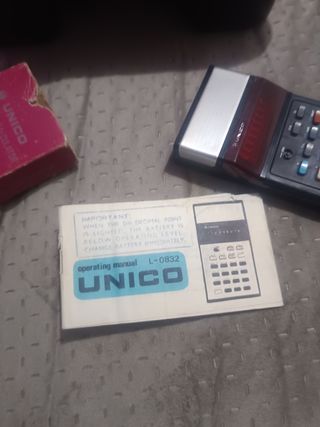 UNICO
UNICO
IMPORTANT:
WHEN THE DECIMAL POINT
IS LIGHTED, THE BATTERY IS
BELOW OPERATING LEVEL.
CHANGE BATTERY IMMEDIATELY.
operating manual L-0832
UNICO